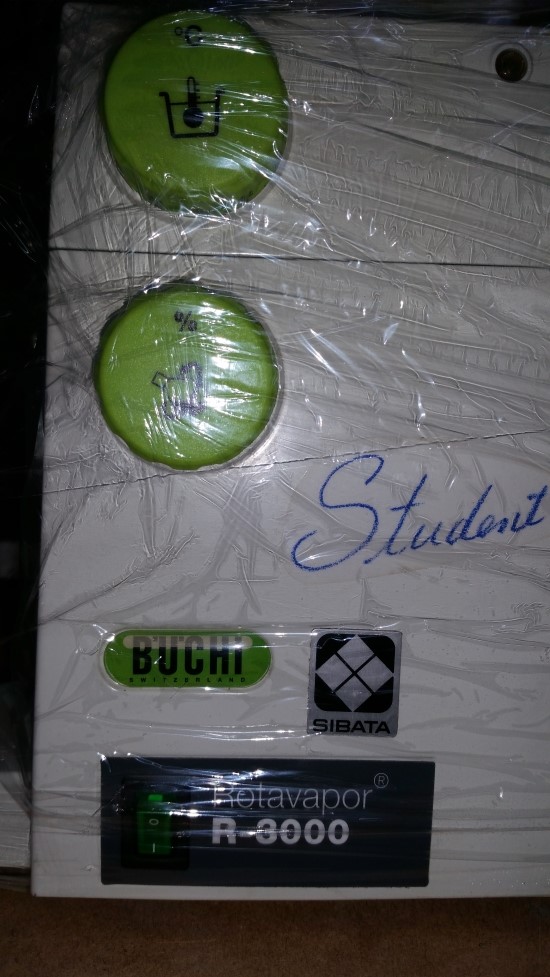 °C
%
Student
BÜCHI
SWITZERLAND
SIBATA
Rotavapor®
R-3000